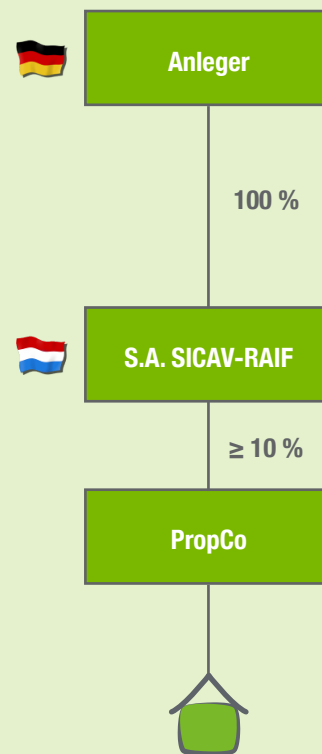 Anleger
100 %
S.A. SICAV-RAIF
≥ 10 %
PropCo